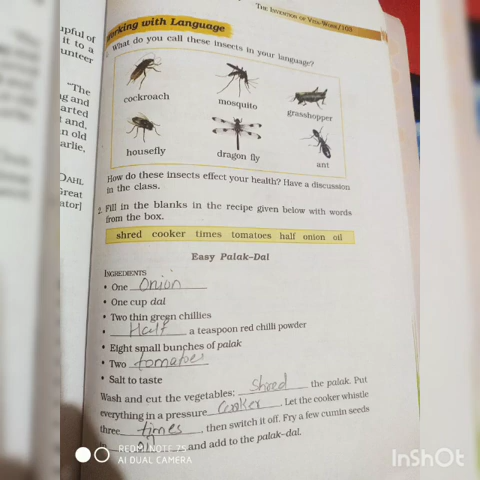 THE INVENTION OF VITA-WONK/105
upful of
it to a
unteer
"The
ng and
arted
t and,
n old
arlie,
DAHL
Great
ator]
Working with Language
What do you call these insects in your language?
cockroach mosquito grasshopper
housefly dragon fly ant
How do these insects effect your health? Have a discussion
in the class.
2. Fill in the blanks in the recipe given below with words
from the box.
shred cooker times tomatoes half onion oil
Easy Palak-Dal
INGREDIENTS
• One Onion
• One cup dal
• Two thin green chillies
• Half a teaspoon red chilli powder
• Eight small bunches of palak
• Two tomatoes
• Salt to taste
Wash and cut the vegetables: Shred the palak. Put
everything in a pressure cooker. Let the cooker whistle
three times, then switch it off. Fry a few cumin seeds
and add to the palak-dal.
REDMI NOTE 7S
AI DUAL CAMERA
InShOt